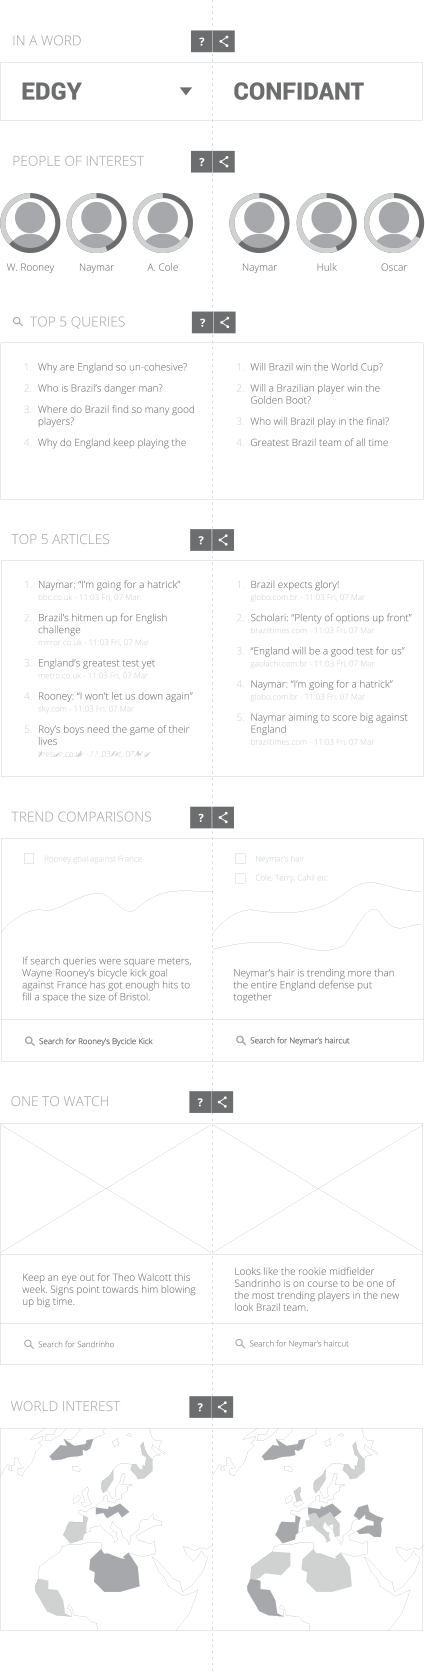 IN A WORD
?
EDGY
CONFIDANT
PEOPLE OF INTEREST
?
W. Rooney
Naymar
A. Cole
Naymar
Hulk
Oscar
TOP 5 QUERIES
?
1. Why are England so un-cohesive?
2. Who is Brazil's danger man?
3. Where do Brazil find so many good
players?
4. Why do England keep playing the
1. Will Brazil win the World Cup?
2. Will a Brazilian player win the
Golden Boot?
3. Who will Brazil play in the final?
4. Greatest Brazil team of all time
TOP 5 ARTICLES
?
1. Naymar: “I'm going for a hatrick”
bbc.co.uk - 11:03 Fri, 07 Mar
2. Brazil's hitmen up for English
challenge
mirror.co.uk - 11:03 Fri, 07 Mar
3. England's greatest test yet
metro.co.uk - 11:03 Fri, 07 Mar
4. Rooney: “I won't let us down again”
sky.com - 11:03 Fri, 07 Mar
5. Roy's boys need the game of their
lives
1. Brazil expects glory!
globo.com.br - 11:03 Fri, 07 Mar
2. Scholari: “Plenty of options up front”
braziltimes.com - 11:03 Fri, 07 Mar
3. “England will be a good test for us”
gaolachi.com.br - 11:03 Fri, 07 Mar
4. Naymar: “I'm going for a hatrick”
globo.com.br - 11:03 Fri, 07 Mar
5. Naymar aiming to score big against
England
braziltimes.com - 11:03 Fri, 07 Mar
TREND COMPARISONS
?
Rooney goal against France
If search queries were square meters,
Wayne Rooney's bicycle kick goal
against France has got enough hits to
fill a space the size of Bristol.
Search for Rooney's Bycicle Kick
Neymar's hair
Cole, Terry, Cahil etc
Neymar's hair is trending more than
the entire England defense put
together
Search for Neymar's haircut
ONE TO WATCH
?
Keep an eye out for Theo Walcott this
week. Signs point towards him blowing
up big time.
Search for Sandrinho
Looks like the rookie midfielder
Sandrinho is on course to be one of
the most trending players in the new
look Brazil team.
Search for Neymar's haircut
WORLD INTEREST
?